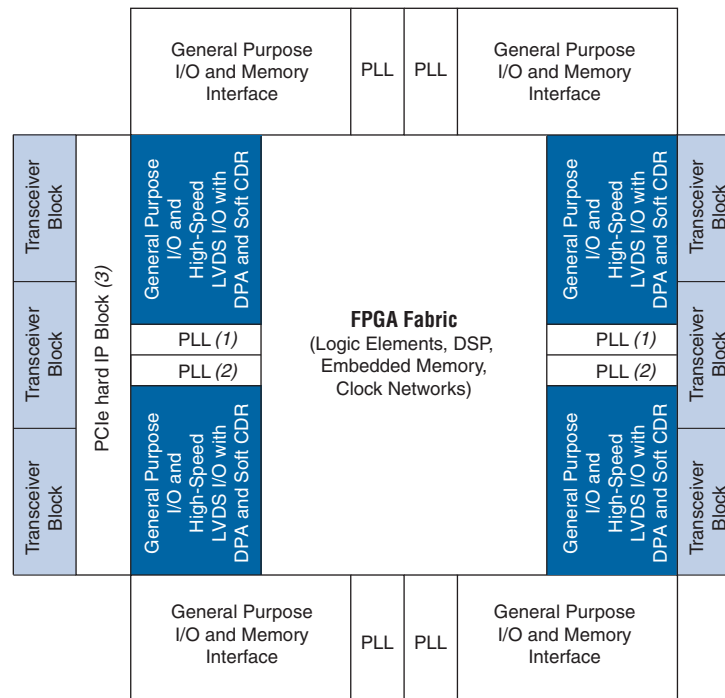 General Purpose
I/O and Memory
Interface
PLL
PLL
General Purpose
I/O and Memory
Interface
Transceiver
Block
Transceiver
Block
Transceiver
Block
PCIe hard IP Block (3)
General Purpose
I/O and
High-Speed
LVDS I/O with
DPA and Soft CDR
PLL (1)
PLL (2)
General Purpose
I/O and
High-Speed
LVDS I/O with
DPA and Soft CDR
FPGA Fabric
(Logic Elements, DSP,
Embedded Memory,
Clock Networks)
General Purpose
I/O and
High-Speed
LVDS I/O with
DPA and Soft CDR
PLL (1)
PLL (2)
General Purpose
I/O and
High-Speed
LVDS I/O with
DPA and Soft CDR
Transceiver
Block
Transceiver
Block
Transceiver
Block
General Purpose
I/O and Memory
Interface
PLL
PLL
General Purpose
I/O and Memory
Interface